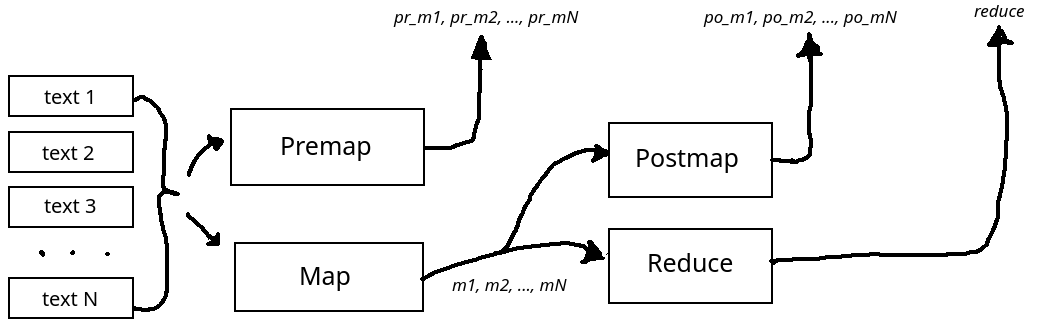 pr_m1, pr_m2, ..., pr_mN
po_m1, po_m2, ..., po_mN
reduce
text 1
text 2
text 3
. . .
text N
Premap
Map
m1, m2, ..., mN
Postmap
Reduce